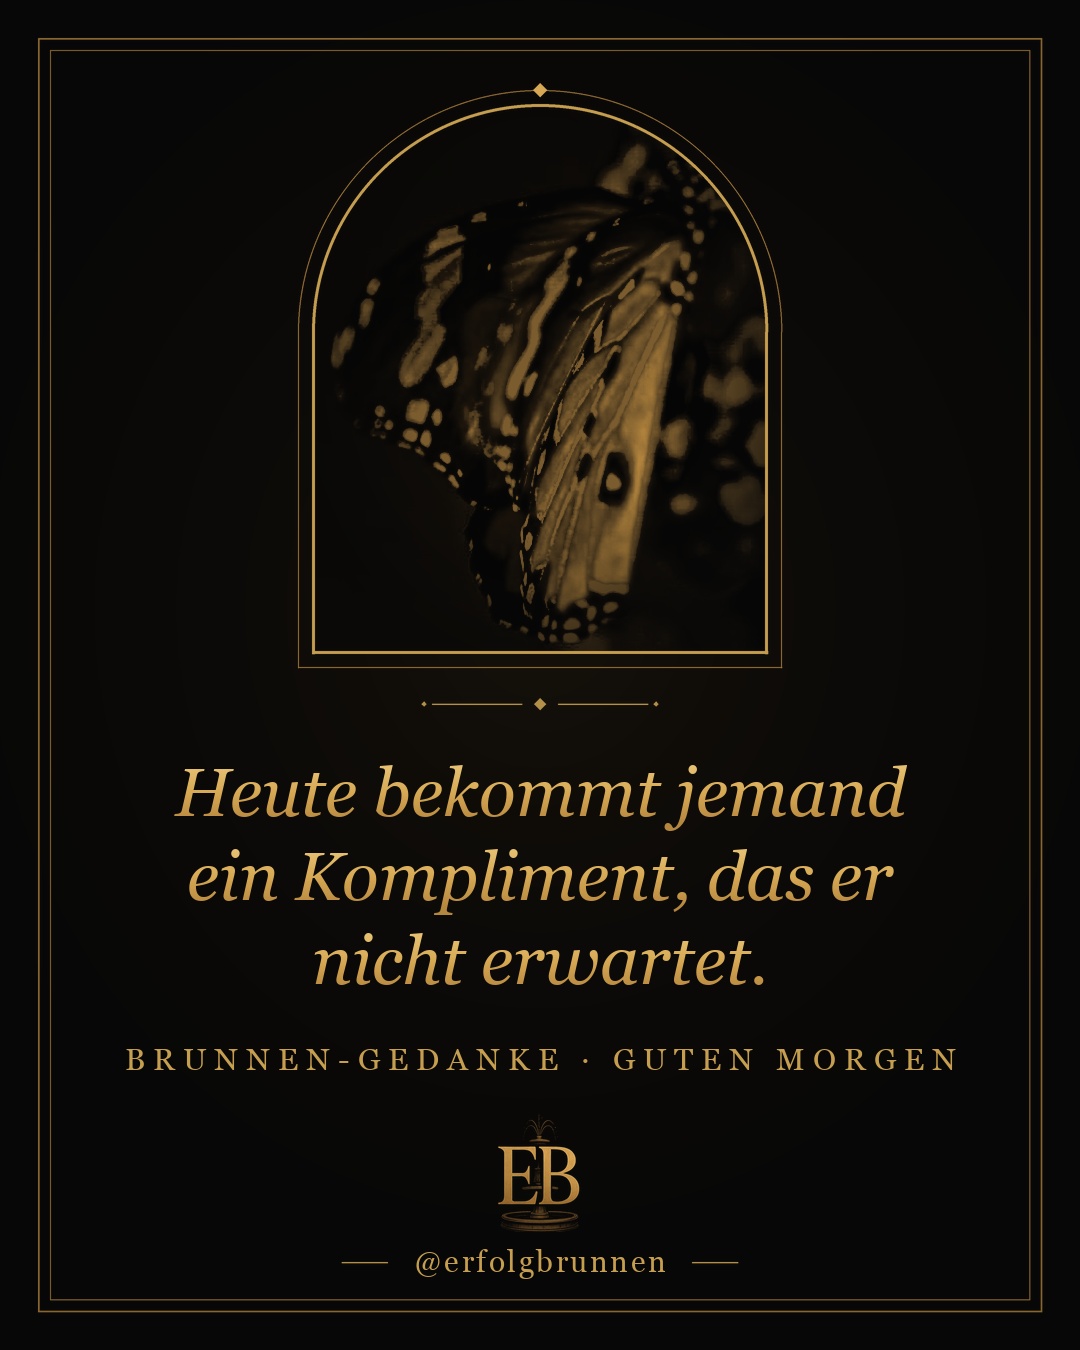 Heute bekommt jemand
ein Kompliment, das er
nicht erwartet.
BRUNNEN-GEDANKE · GUTEN MORGEN
EB
@erfolgbrunnen